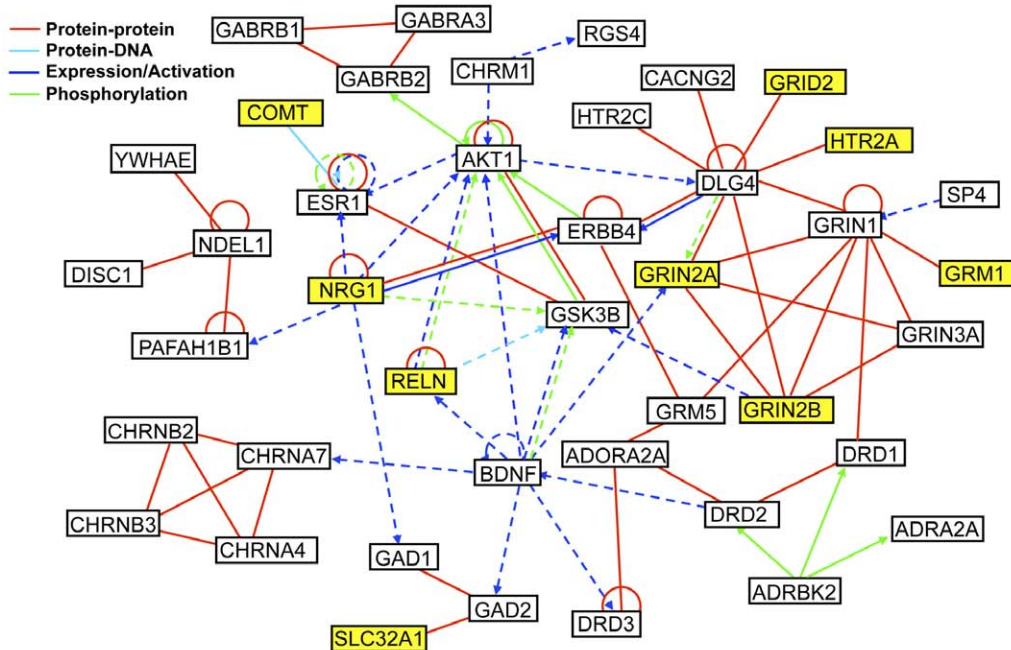 Protein-protein
Protein-DNA
Expression/Activation
Phosphorylation
GABRB1
GABRA3
GABRB2
RGS4
CHRM1
CACNG2
GRID2
COMT
HTR2C
HTR2A
YWHAE
AKT1
DLG4
ESR1
SP4
NDEL1
ERBB4
GRIN1
DISC1
NRG1
GRIN2A
GRM1
GSK3B
PAFAH1B1
GRIN3A
RELN
GRM5
GRIN2B
CHRNB2
CHRNA7
BDNF
ADORA2A
DRD1
CHRNB3
DRD2
CHRNA4
ADRA2A
GAD1
ADRBK2
GAD2
DRD3
SLC32A1